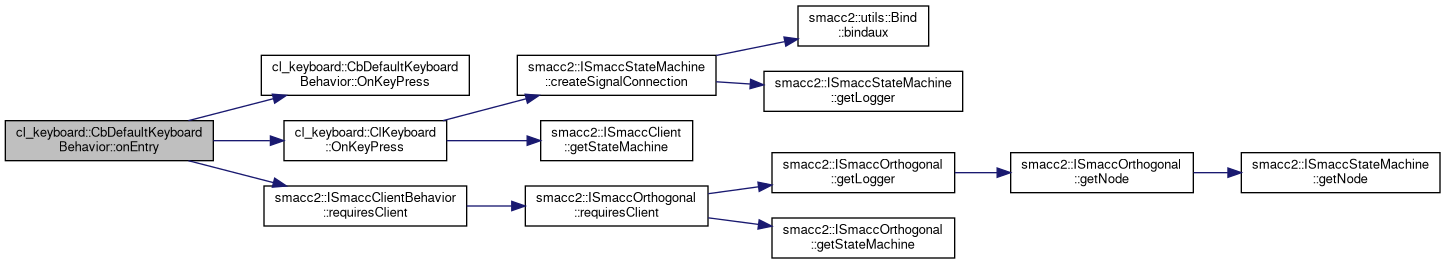 smacc2::utils::Bind
::bindaux
cl_keyboard::CbDefaultKeyboard
Behavior::OnKeyPress
smacc2::ISmaccStateMachine
::createSignalConnection
smacc2::ISmaccStateMachine
::getLogger
cl_keyboard::CbDefaultKeyboard
Behavior::onEntry
cl_keyboard::ClKeyboard
::OnKeyPress
smacc2::ISmaccClient
::getStateMachine
smacc2::ISmaccOrthogonal
::getLogger
smacc2::ISmaccOrthogonal
::getNode
smacc2::ISmaccStateMachine
::getNode
smacc2::ISmaccClientBehavior
::requiresClient
smacc2::ISmaccOrthogonal
::requiresClient
smacc2::ISmaccOrthogonal
::getStateMachine